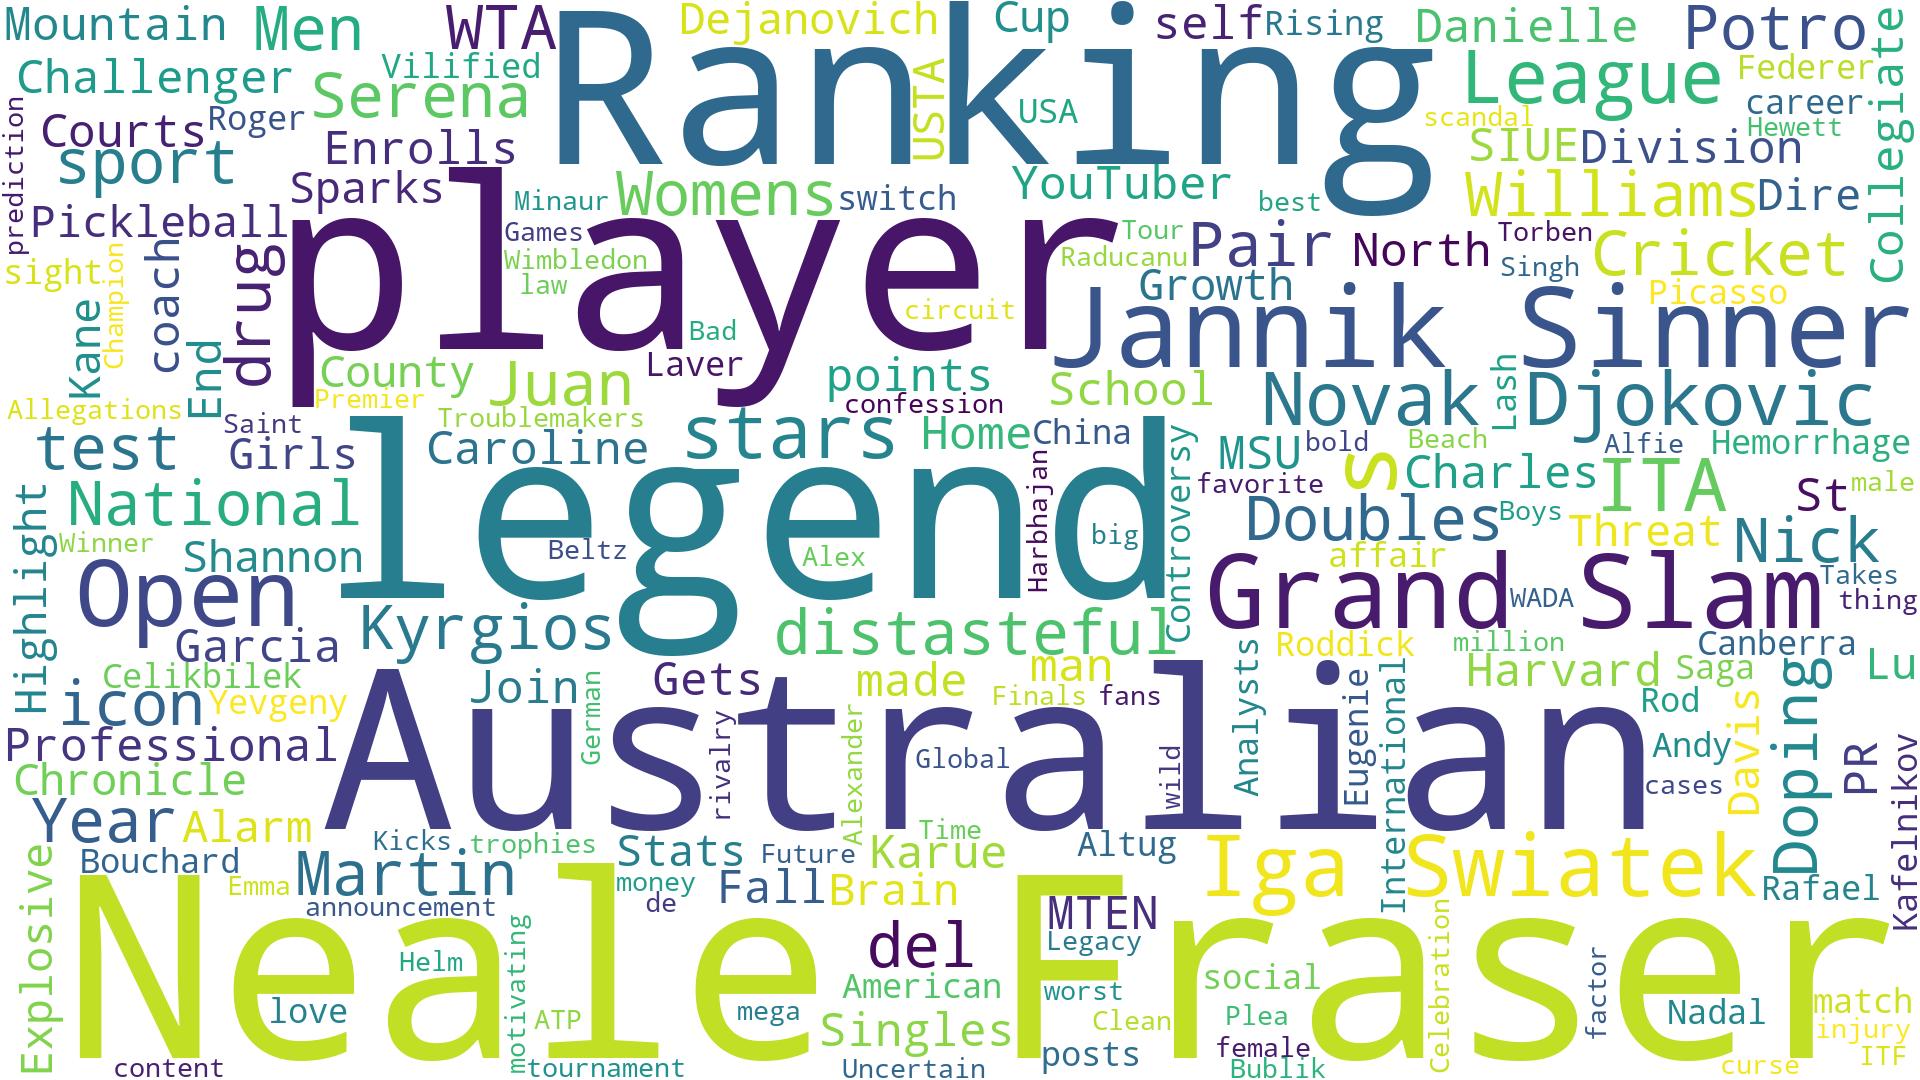 Mountain
Men
WTA
Ranking
Dejanovich
Cup
self
Rising
Danielle
Potro
Collegiate
Challenger
Vilified
Serena
USTA
USA
League
scandal
Federer
career
Hewett
Courts
Roger
prediction
sport
Enrolls
SIUE
Division
Sparks
Minaur
Womens
switch
YouTuber
best
Williams
Dire
Pickleball
player
Games
Wimbledon
law
Tour
Raducanu
Pair
North
Torben
Singh
Cricket
Picasso
sight
Champion
coach
drug
Kane
End
circuit
Growth
Jannik Sinner
Bad
Laver
County
Premier
Juan
points
confession
School
Novak Djokovic
Lash
Allegations
Saint
Troublemakers
test
Girls
Caroline
stars
Home
China
Controversy
MSU
bold
Beach
Alfie
Hemorrhage
legend
Harbhajan
favorite
s
Charles
ITA
St
male
National
Highlight
Winner
Shannon
Beltz
Alex
big
Doubles
Boys
Threat
Nick
affair
Open
Grand Slam
WADA
Takes
thing
Garcia
Kyrgios
distasteful
Roddick
million
Canberra
Celikbilek
icon
Yevgeny
Join
German
Gets
made
man
Finals
fans
Analysts
Eugenie
International
Harvard
Saga
Lu
Rod
Davis
Doping
Professional
Australian
rivalry
Alexander
Global
wild
Andy
cases
PR
Kafelnikov
Chronicle
Year
Alarm
Kicks
trophies
Stats
Future
Time
Karue
Altug
Iga Swiatek
Explosive
Bouchard
Emma
Martin
announcement
money
de
Fall
Brain
MTEN
Legacy
Rafael
Neale Fraser
motivating
Helm
love
ATP
mega
del
American
worst
social
Celebration
factor
Nadal
match
injury
ITF
Singles
Clean
Plea
posts
female
Bublik
curse
content
tournament
Uncertain